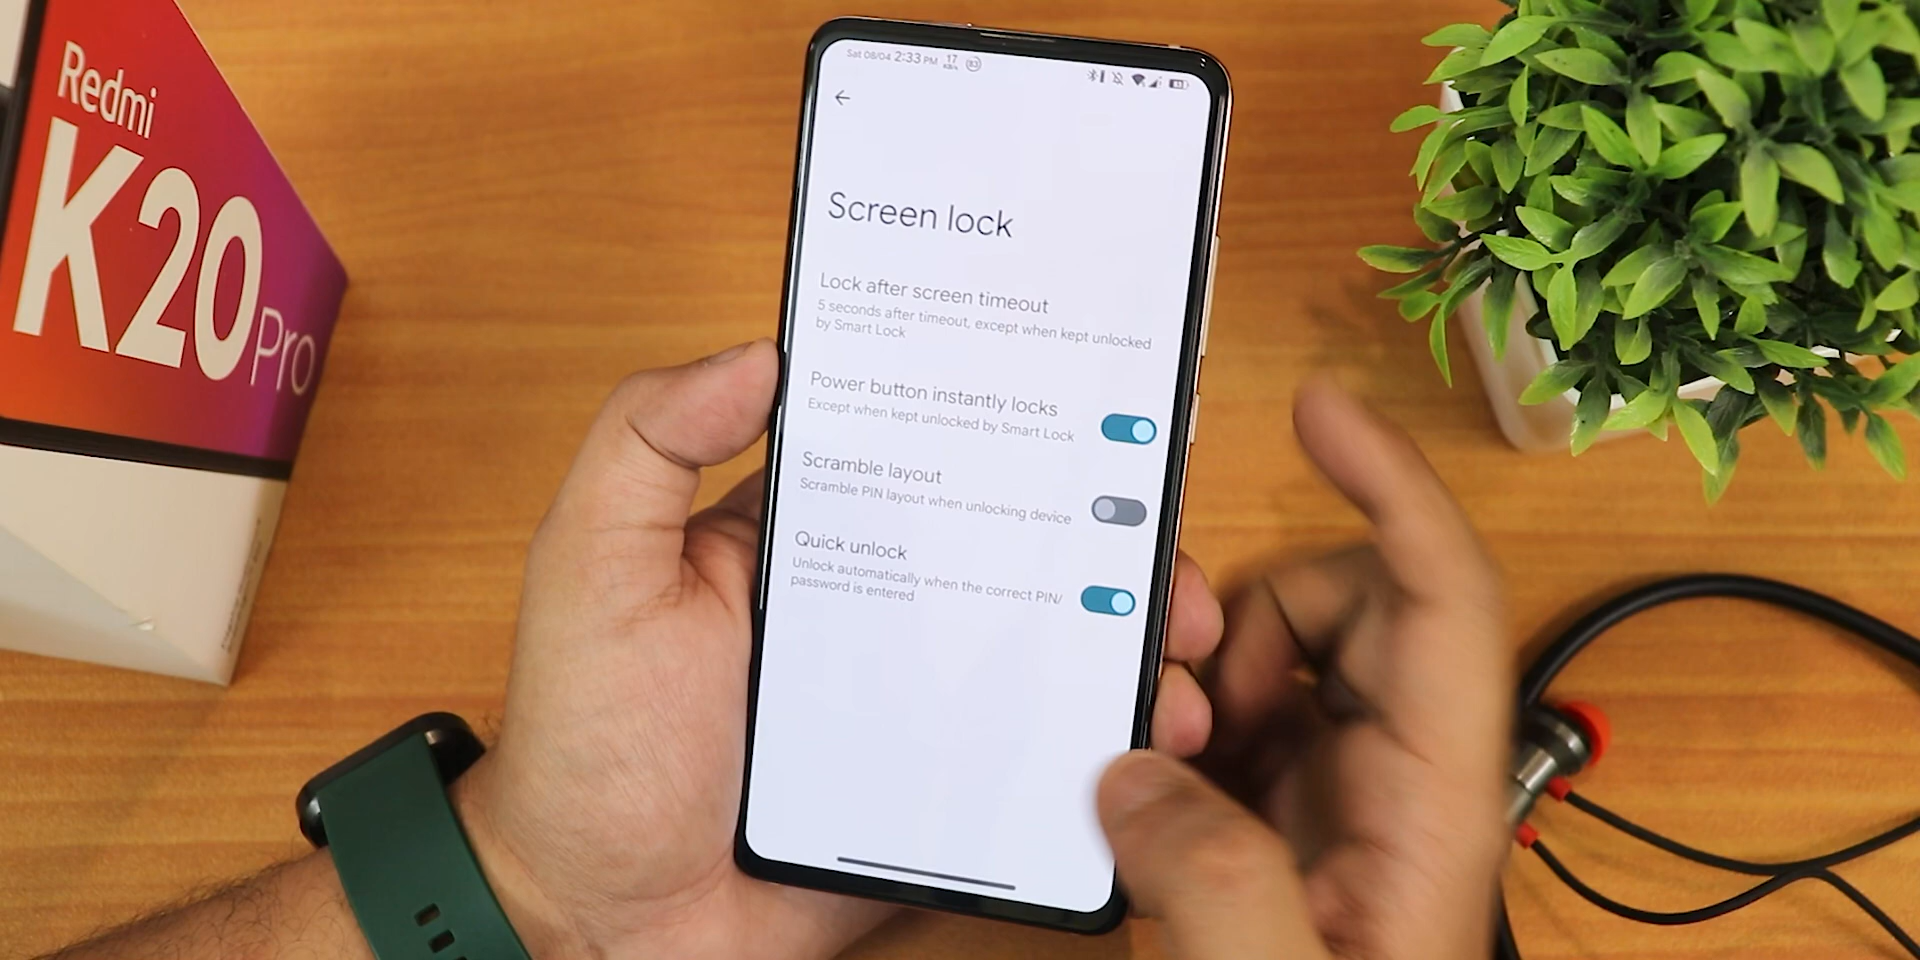 Redmi
K20
Pro
Sat 08/04 2:33 PM 17
Screen lock
Lock after screen timeout
5 seconds after timeout, except when kept unlocked
by Smart Lock
Power button instantly locks
Except when kept unlocked by Smart Lock
Scramble layout
Scramble PIN layout when unlocking device
Quick unlock
Unlock automatically when the correct PIN/
password is entered